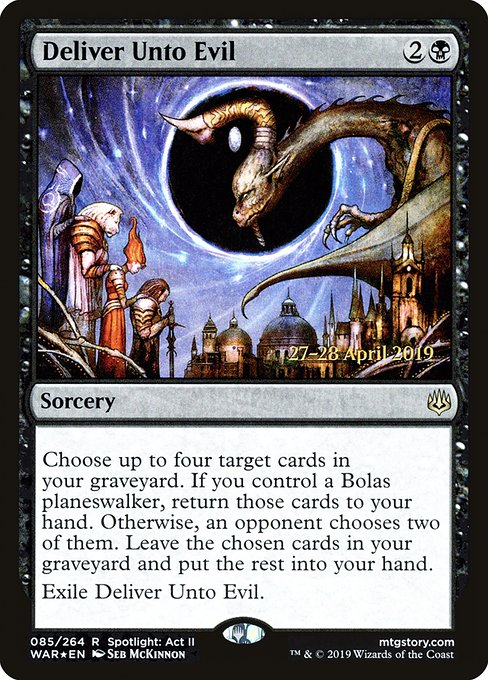 Deliver Unto Evil 2
27–28 April 2019
Sorcery
Choose up to four target cards in
your graveyard. If you control a Bolas
planeswalker, return those cards to your
hand. Otherwise, an opponent chooses two
of them. Leave the chosen cards in your
graveyard and put the rest into your hand.
Exile Deliver Unto Evil.
085/264 R Spotlight: Act II
WAR★EN Seb McKinnon
mtgstory.com
™ & © 2019 Wizards of the Coast